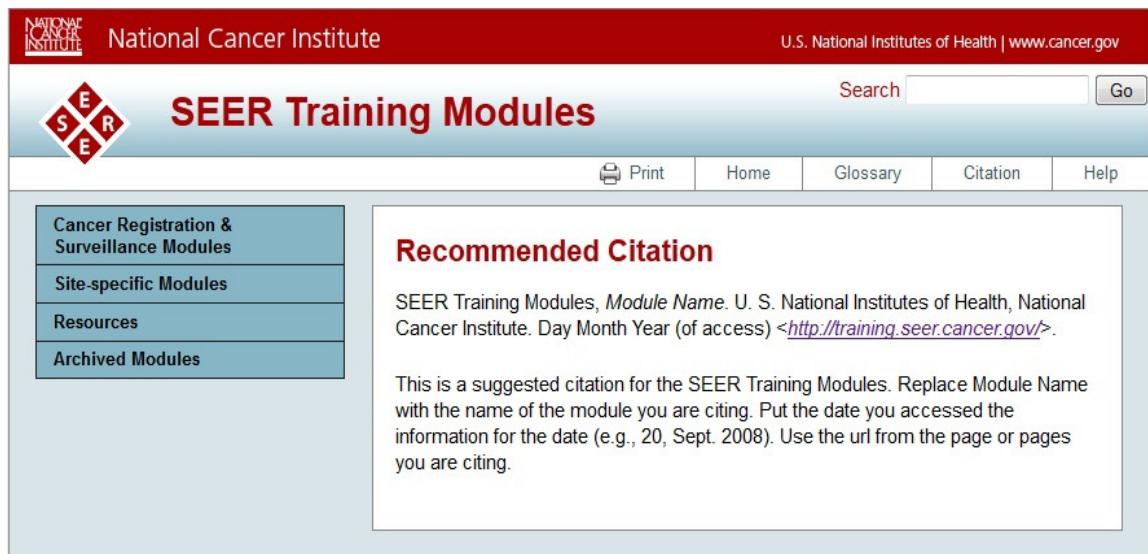 NATIONAL
CANCER
INSTITUTE
National Cancer Institute
U.S. National Institutes of Health | www.cancer.gov
S E E R
SEER Training Modules
Search
Go
Print
Home
Glossary
Citation
Help
Cancer Registration &
Surveillance Modules
Site-specific Modules
Resources
Archived Modules
Recommended Citation
SEER Training Modules, Module Name. U. S. National Institutes of Health, National
Cancer Institute. Day Month Year (of access) <http://training.seer.cancer.gov/>.
This is a suggested citation for the SEER Training Modules. Replace Module Name
with the name of the module you are citing. Put the date you accessed the
information for the date (e.g., 20, Sept. 2008). Use the url from the page or pages
you are citing.